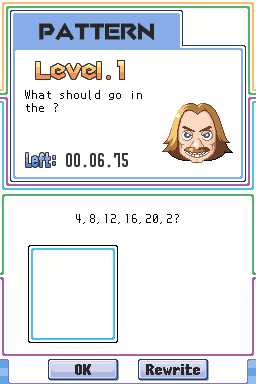 PATTERN
Level.1
What should go in
the ?
Left: 00.06.75
4,8,12,16,20,2?
OK
Rewrite